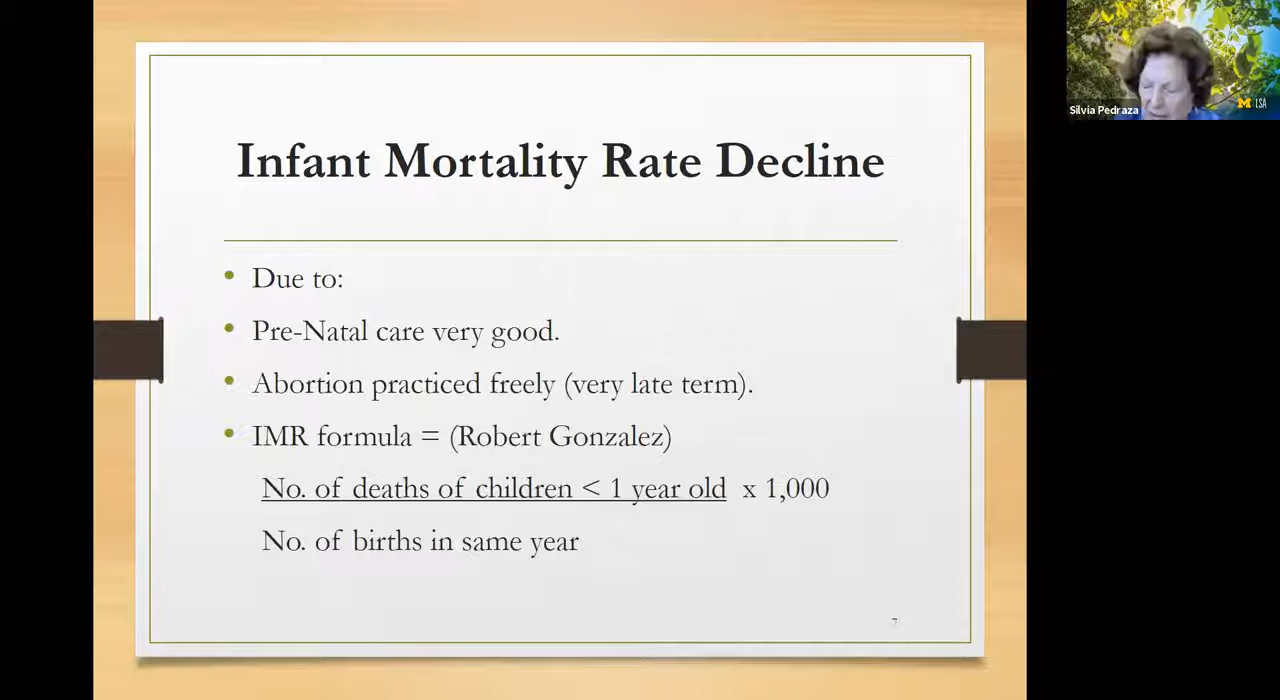 Infant Mortality Rate Decline
• Due to:
• Pre-Natal care very good.
• Abortion practiced freely (very late term).
• IMR formula = (Robert Gonzalez)
No. of deaths of children < 1 year old x 1,000
No. of births in same year
7
Silvia Pedraza
M LSA